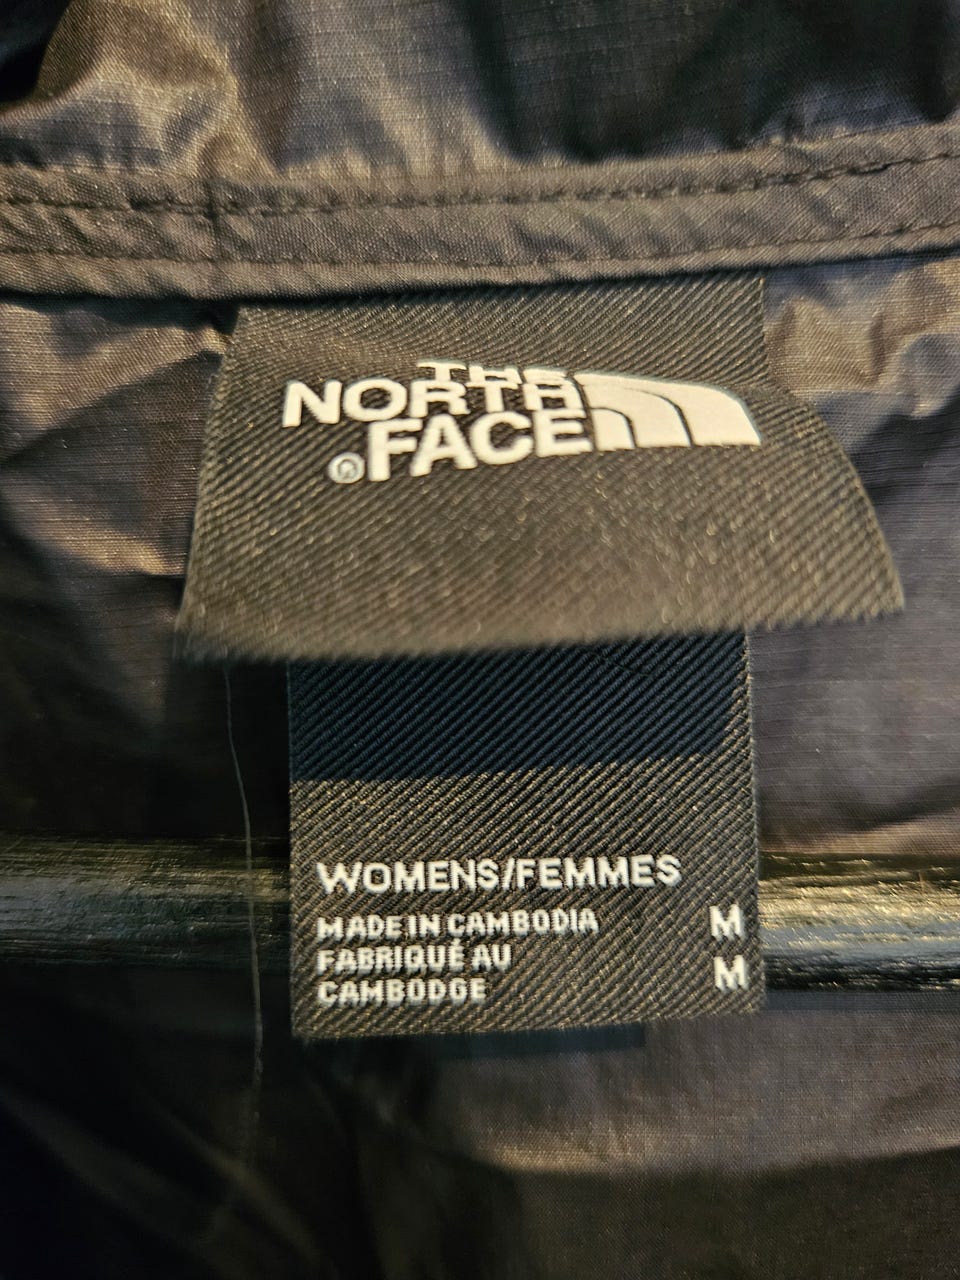 THE
NORTH
FACE
®
WOMENS/FEMMES
MADE IN CAMBODIA M
FABRIQUÉ AU M
CAMBODGE